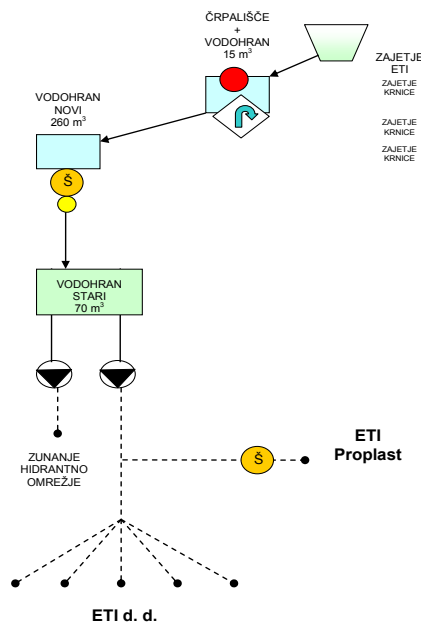 ČRPALIŠČE
+
VODOHRAN
15 m³
ZAJETJE
ETI
ZAJETJE
KRNICE
ZAJETJE
KRNICE
ZAJETJE
KRNICE
VODOHRAN
NOVI
260 m³
Š
VODOHRAN
STARI
70 m³
ZUNANJE
HIDRANTNO
OMREŽJE
Š
ETI
Proplast
ETI d. d.